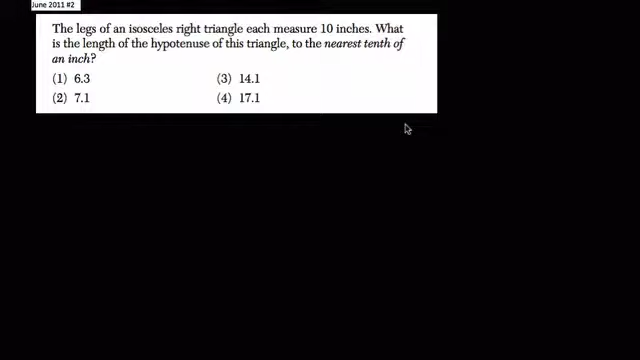 June 2011 #2
The legs of an isosceles right triangle each measure 10 inches. What
is the length of the hypotenuse of this triangle, to the nearest tenth of
an inch?
(1) 6.3 (3) 14.1
(2) 7.1 (4) 17.1